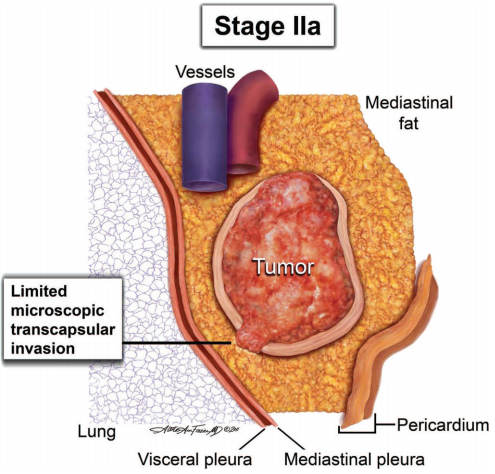 Stage IIa
Vessels
Mediastinal
fat
Tumor
Limited
microscopic
transcapsular
invasion
Lung
Pericardium
Visceral pleura
Mediastinal pleura